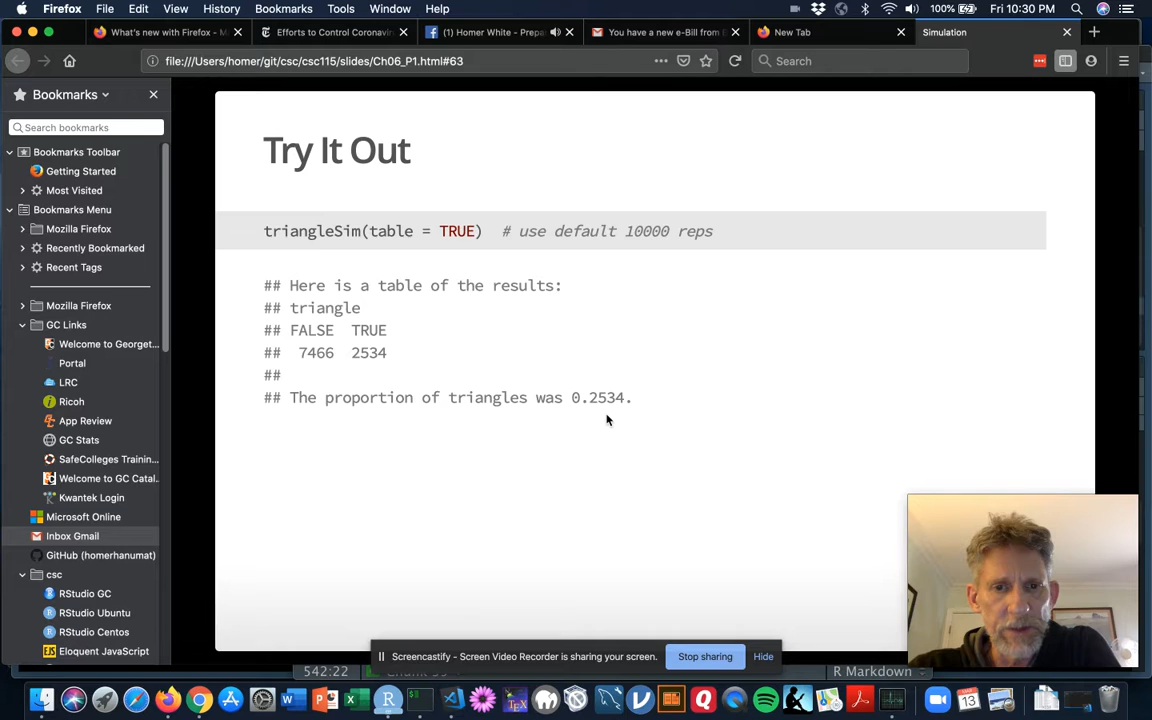 Firefox File Edit View History Bookmarks Tools Window Help 100% Fri 10:30 PM
What's new with Firefox - M Efforts to Control Coronavir (1) Homer White - Prepa You have a new e-Bill from B New Tab Simulation
file:///Users/homer/git/csc/csc115/slides/Ch06_P1.html#63 Search
Bookmarks
Search bookmarks
Bookmarks Toolbar
Getting Started
Most Visited
Bookmarks Menu
Mozilla Firefox
Recently Bookmarked
Recent Tags
Mozilla Firefox
GC Links
Welcome to Georget...
Portal
LRC
Ricoh
App Review
GC Stats
SafeColleges Trainin...
Welcome to GC Catal...
Kwantek Login
Microsoft Online
Inbox Gmail
GitHub (homerhanumat)
csc
RStudio GC
RStudio Ubuntu
RStudio Centos
Eloquent JavaScript
Try It Out
triangleSim(table = TRUE) # use default 10000 reps
## Here is a table of the results:
## triangle
## FALSE TRUE
## 7466 2534
##
## The proportion of triangles was 0.2534.
Screencastify - Screen Video Recorder is sharing your screen. Stop sharing Hide
542:22 R Markdown